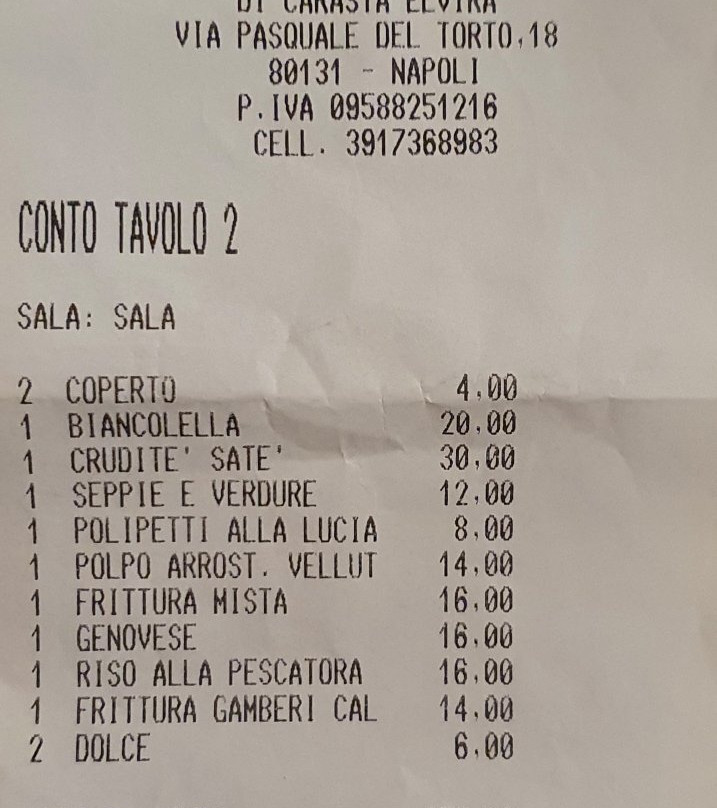 DI CARASTA ELVIRA
VIA PASQUALE DEL TORTO,18
80131 - NAPOLI
P.IVA 09588251216
CELL. 3917368983
CONTO TAVOLO 2
SALA: SALA
2 COPERTO 4,00
1 BIANCOLELLA 20,00
1 CRUDITE' SATE' 30,00
1 SEPPIE E VERDURE 12,00
1 POLIPETTI ALLA LUCIA 8,00
1 POLPO ARROST. VELLUT 14,00
1 FRITTURA MISTA 16,00
1 GENOVESE 16,00
1 RISO ALLA PESCATORA 16,00
1 FRITTURA GAMBERI CAL 14,00
2 DOLCE 6,00